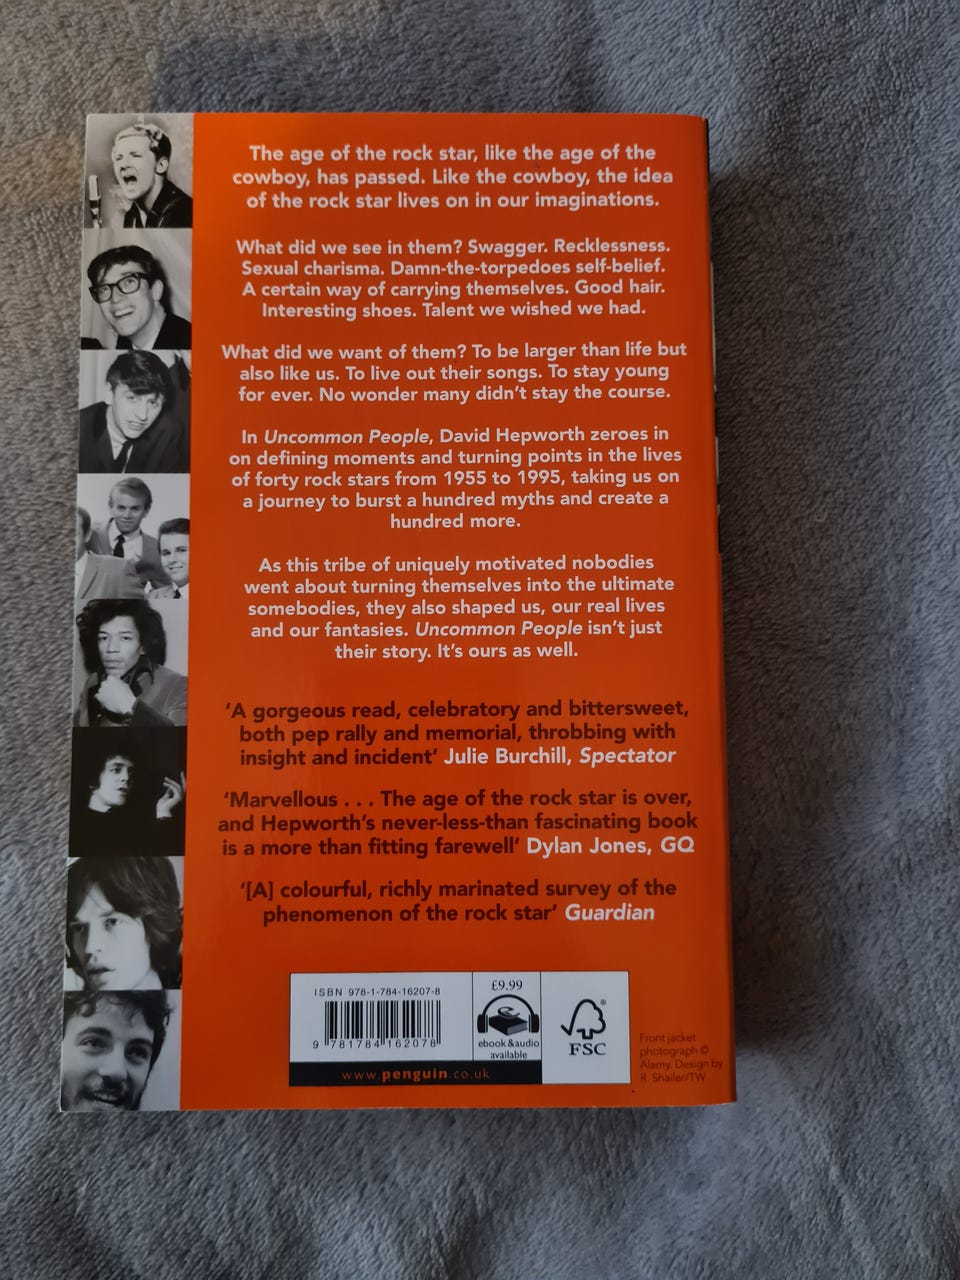 The age of the rock star, like the age of the
cowboy, has passed. Like the cowboy, the idea
of the rock star lives on in our imaginations.
What did we see in them? Swagger. Recklessness.
Sexual charisma. Damn-the-torpedoes self-belief.
A certain way of carrying themselves. Good hair.
Interesting shoes. Talent we wished we had.
What did we want of them? To be larger than life but
also like us. To live out their songs. To stay young
for ever. No wonder many didn't stay the course.
In Uncommon People, David Hepworth zeroes in
on defining moments and turning points in the lives
of forty rock stars from 1955 to 1995, taking us on
a journey to burst a hundred myths and create a
hundred more.
As this tribe of uniquely motivated nobodies
went about turning themselves into the ultimate
somebodies, they also shaped us, our real lives
and our fantasies. Uncommon People isn't just
their story. It's ours as well.
'A gorgeous read, celebratory and bittersweet,
both pep rally and memorial, throbbing with
insight and incident' Julie Burchill, Spectator
'Marvellous . . . The age of the rock star is over,
and Hepworth's never-less-than fascinating book
is a more than fitting farewell' Dylan Jones, GQ
'[A] colourful, richly marinated survey of the
phenomenon of the rock star' Guardian
ISBN 978-1-784-16207-8
9 781784 162078
£9.99
ebook & audio
available
FSC
®
www.penguin.co.uk
Front jacket
photograph ©
Alamy. Design by
R. Shailer/TW